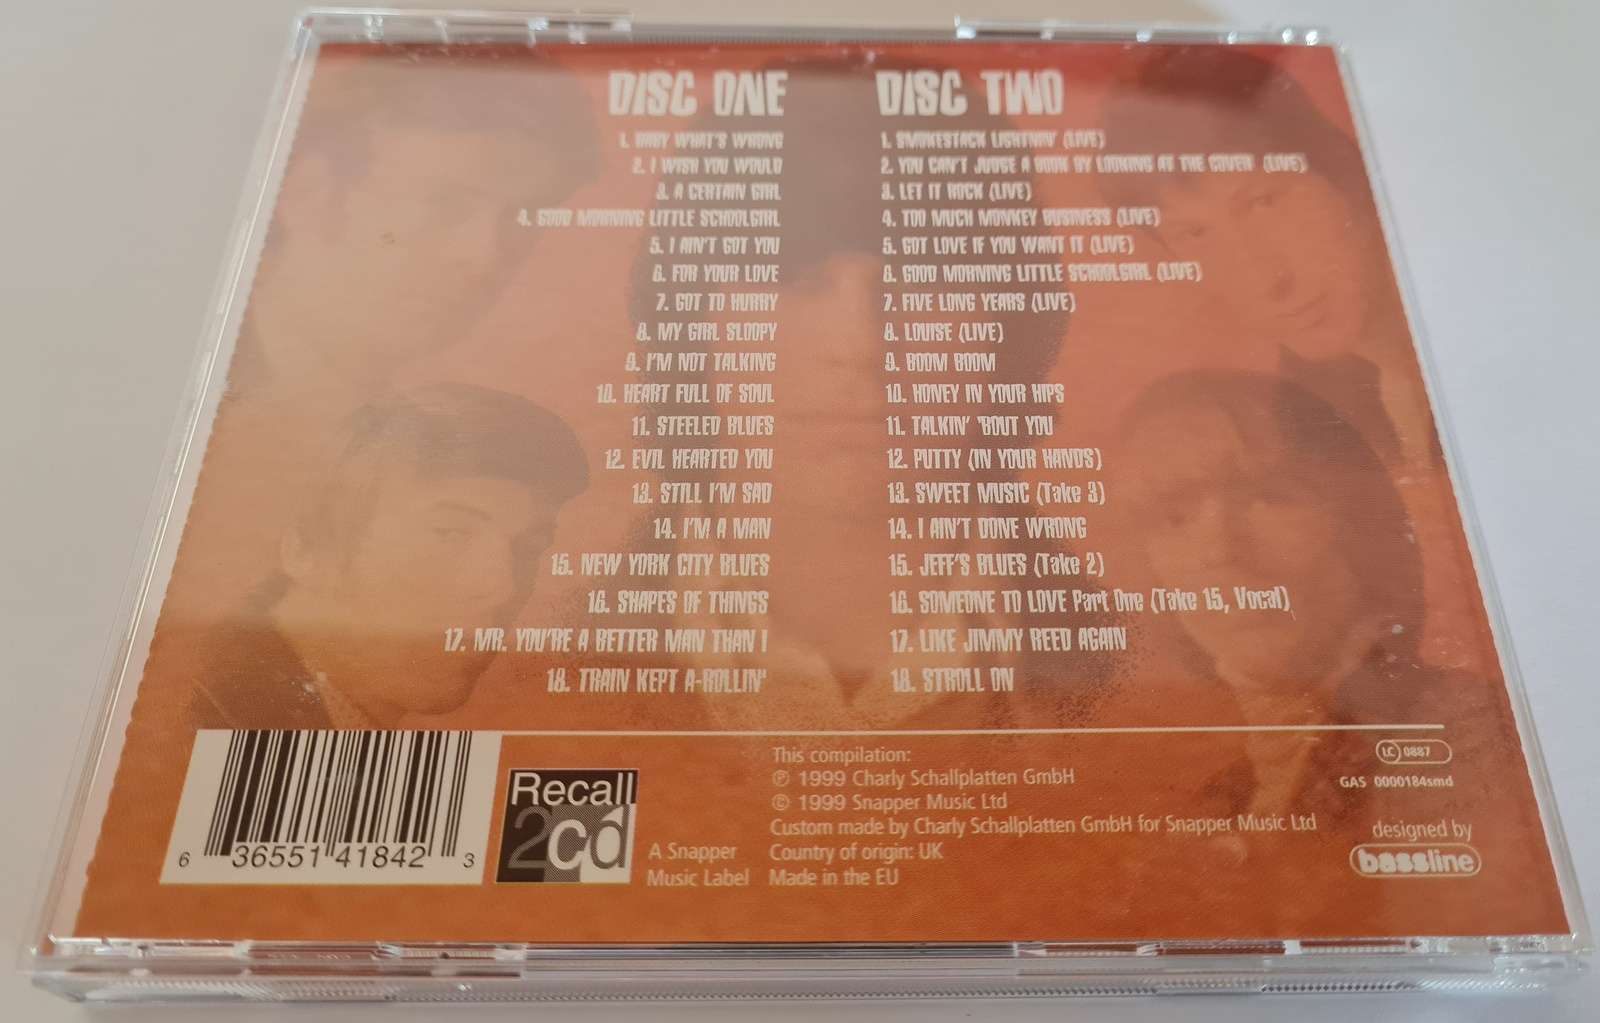 DISC ONE
1. BABY WHAT'S WRONG
2. I WISH YOU WOULD
3. A CERTAIN GIRL
4. GOOD MORNING LITTLE SCHOOLGIRL
5. I AIN'T GOT YOU
6. FOR YOUR LOVE
7. GOT TO HURRY
8. MY GIRL SLOOPY
9. I'M NOT TALKING
10. HEART FULL OF SOUL
11. STEELED BLUES
12. EVIL HEARTED YOU
13. STILL I'M SAD
14. I'M A MAN
15. NEW YORK CITY BLUES
16. SHAPES OF THINGS
17. MR. YOU'RE A BETTER MAN THAN I
18. TRAIN KEPT A-ROLLIN'
DISC TWO
1. SMOKESTACK LIGHTNIN' (LIVE)
2. YOU CAN'T JUDGE A BOOK BY LOOKING AT THE COVER (LIVE)
3. LET IT ROCK (LIVE)
4. TOO MUCH MONKEY BUSINESS (LIVE)
5. GOT LOVE IF YOU WANT IT (LIVE)
6. GOOD MORNING LITTLE SCHOOLGIRL (LIVE)
7. FIVE LONG YEARS (LIVE)
8. LOUISE (LIVE)
9. BOOM BOOM
10. HONEY IN YOUR HIPS
11. TALKIN' 'BOUT YOU
12. PUTTY (IN YOUR HANDS)
13. SWEET MUSIC (Take 3)
14. I AIN'T DONE WRONG
15. JEFF'S BLUES (Take 2)
16. SOMEONE TO LOVE Part One (Take 15, Vocal)
17. LIKE JIMMY REED AGAIN
18. STROLL ON
6 36551 41842 3
Recall
2cd
A Snapper
Music Label
This compilation:
℗ 1999 Charly Schallplatten GmbH
© 1999 Snapper Music Ltd
Custom made by Charly Schallplatten GmbH for Snapper Music Ltd
Country of origin: UK
Made in the EU
LC 0887
GAS 0000184smd
designed by
bassline